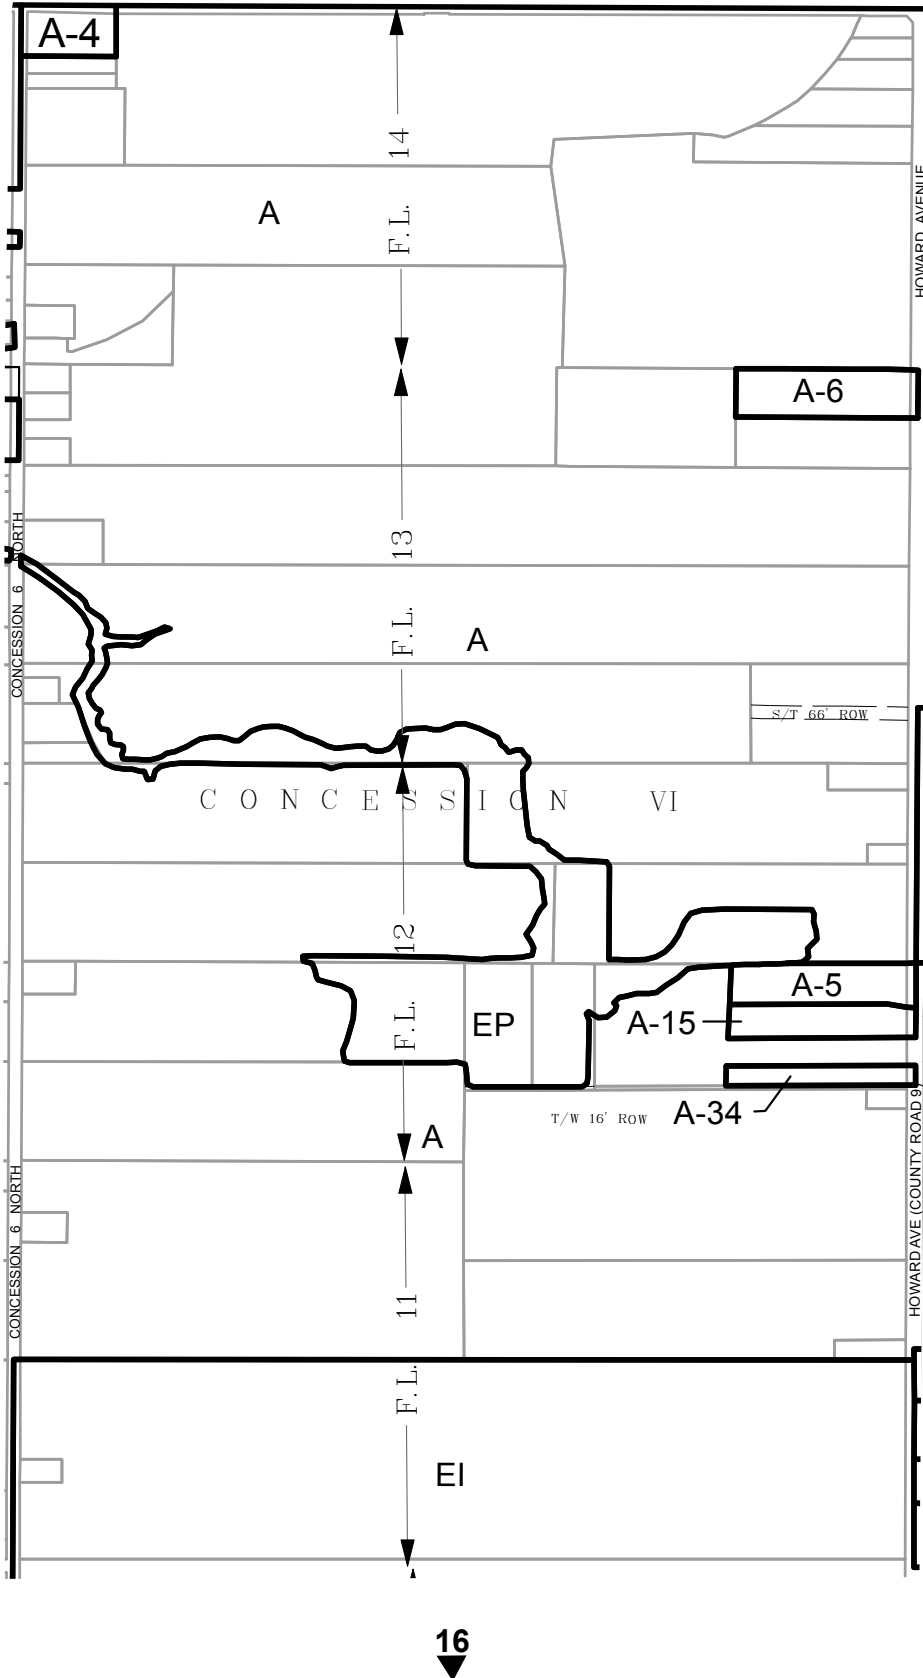 A-4
14
HOWARD AVENUE
A
F.L.
A-6
13
CONCESSION 6 NORTH
F.L.
A
S/T 66' ROW
CONCESSION VI
12
A-5
F.L.
EP
A-15
A-34
T/W 16' ROW
A
HOWARD AVE (COUNTY ROAD 9)
CONCESSION 6 NORTH
11
F.L.
EI
16